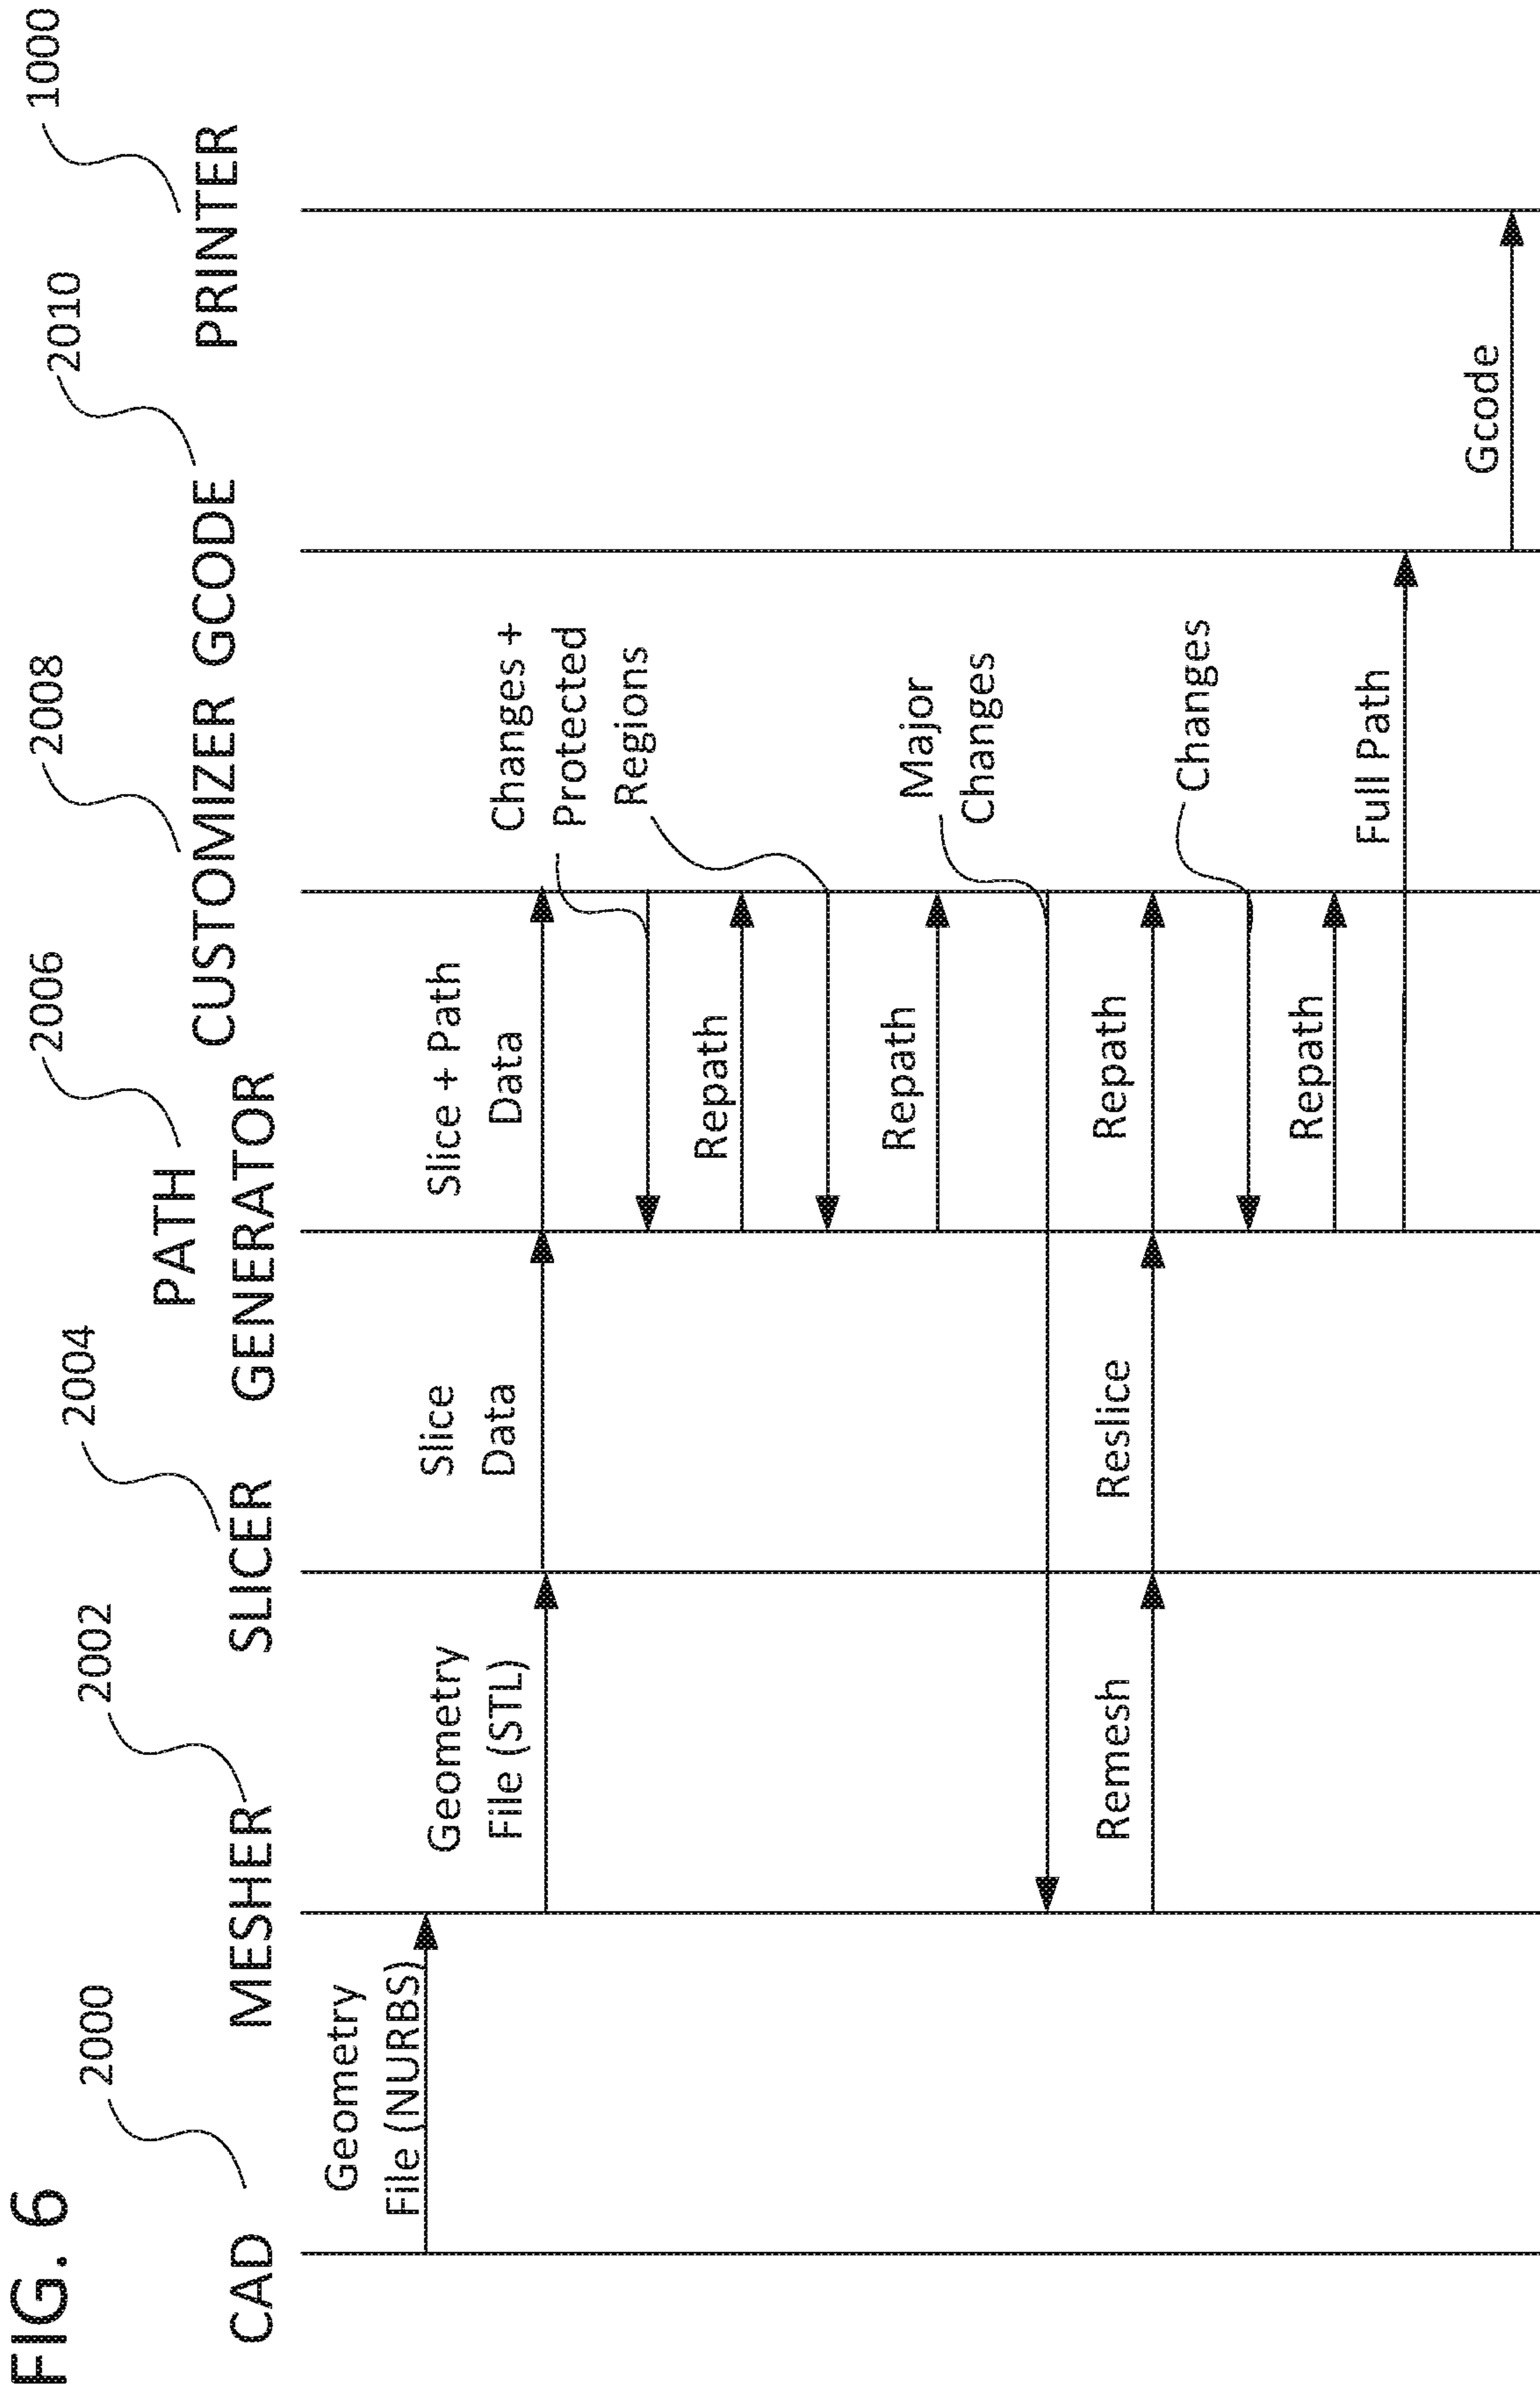 FIG. 6
2000
2002
2004
2006
2008
2010
1000
CAD
MESHER
SLICER
PATH
GENERATOR
CUSTOMIZER
GCODE
PRINTER
Geometry
File (NURBS)
Geometry
File (STL)
Slice
Data
Slice + Path
Data
Changes +
Protected
Regions
Repath
Repath
Major
Changes
Remesh
Reslice
Repath
Changes
Repath
Full Path
Gcode